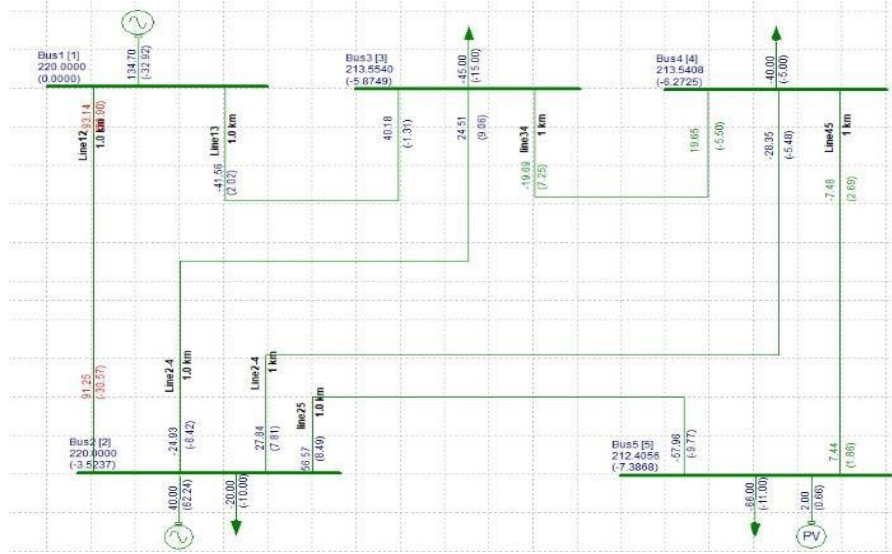 Bus1 [1]
220.0000
(0.0000)
134.70
(-32.92)
Bus3 [3]
213.5540
(-5.8749)
-45.00
(-15.00)
Bus4 [4]
213.5408
(-6.2725)
-40.00
(-5.00)
93.14
Line12
1.0 km
Line13
1.0 km
-41.56
(2.02)
40.18
(-1.31)
24.51
(9.06)
line34
1 km
-19.69
(7.25)
19.65
(-5.50)
-28.35
(-5.48)
Line45
1 km
-7.48
(2.69)
91.25
(-30.57)
Line2-4
1.0 km
Line2-4
1 km
line25
1.0 km
-24.93
(-8.42)
27.84
(7.81)
56.57
(8.49)
-57.96
(-9.77)
7.44
(1.86)
Bus2 [2]
220.0000
(-3.5237)
40.00
(62.24)
-20.00
(-10.00)
Bus5 [5]
212.4056
(-7.3868)
-66.00
(-11.00)
2.00
(0.66)
PV